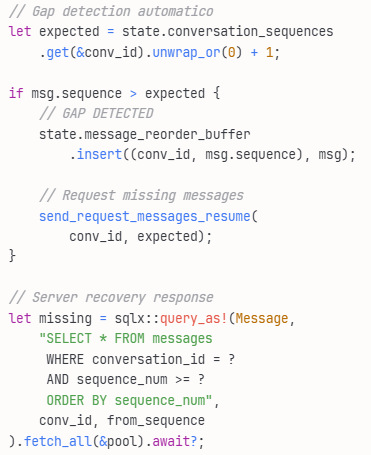 // Gap detection automatico
let expected = state.conversation_sequences
    .get(&conv_id).unwrap_or(0) + 1;

if msg.sequence > expected {
    // GAP DETECTED
    state.message_reorder_buffer
        .insert((conv_id, msg.sequence), msg);

    // Request missing messages
    send_request_messages_resume(
        conv_id, expected);
}

// Server recovery response
let missing = sqlx::query_as!(Message,
    "SELECT * FROM messages
     WHERE conversation_id = ?
     AND sequence_num >= ?
     ORDER BY sequence_num",
    conv_id, from_sequence
).fetch_all(&pool).await?;